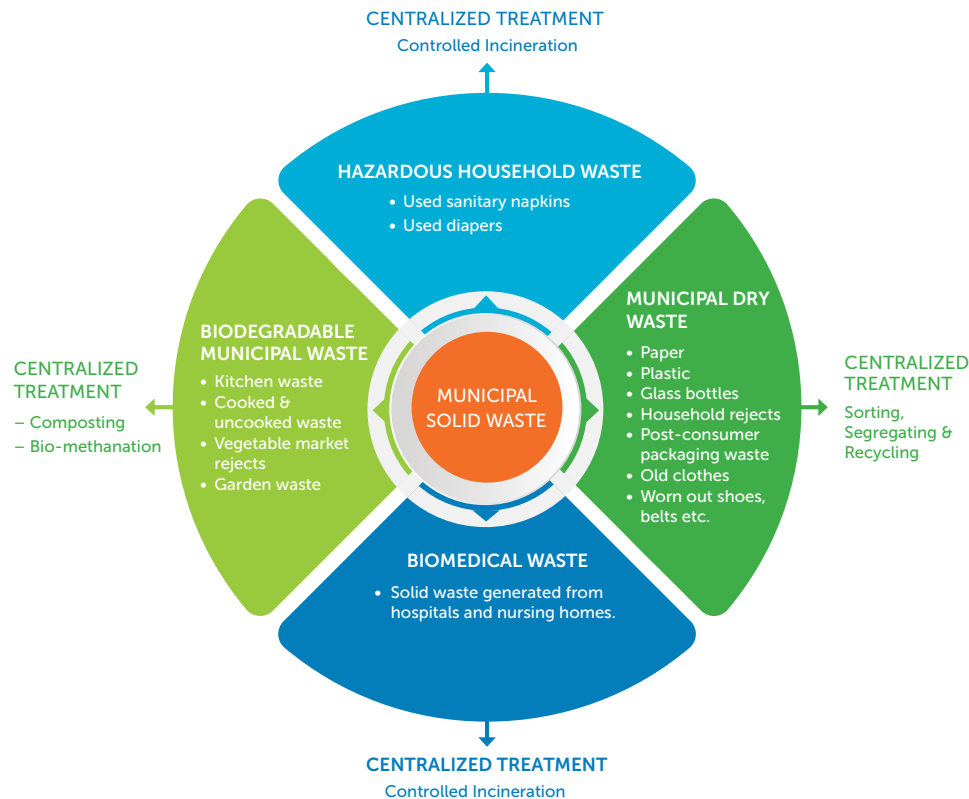 CENTRALIZED TREATMENT
Controlled Incineration
HAZARDOUS HOUSEHOLD WASTE
• Used sanitary napkins
• Used diapers
BIODEGRADABLE
MUNICIPAL WASTE
• Kitchen waste
• Cooked &
uncooked waste
• Vegetable market
rejects
• Garden waste
CENTRALIZED
TREATMENT
– Composting
– Bio-methanation
MUNICIPAL
SOLID WASTE
MUNICIPAL DRY
WASTE
• Paper
• Plastic
• Glass bottles
• Household rejects
• Post-consumer
packaging waste
• Old clothes
• Worn out shoes,
belts etc.
CENTRALIZED
TREATMENT
Sorting,
Segregating &
Recycling
BIOMEDICAL WASTE
• Solid waste generated from
hospitals and nursing homes.
CENTRALIZED TREATMENT
Controlled Incineration